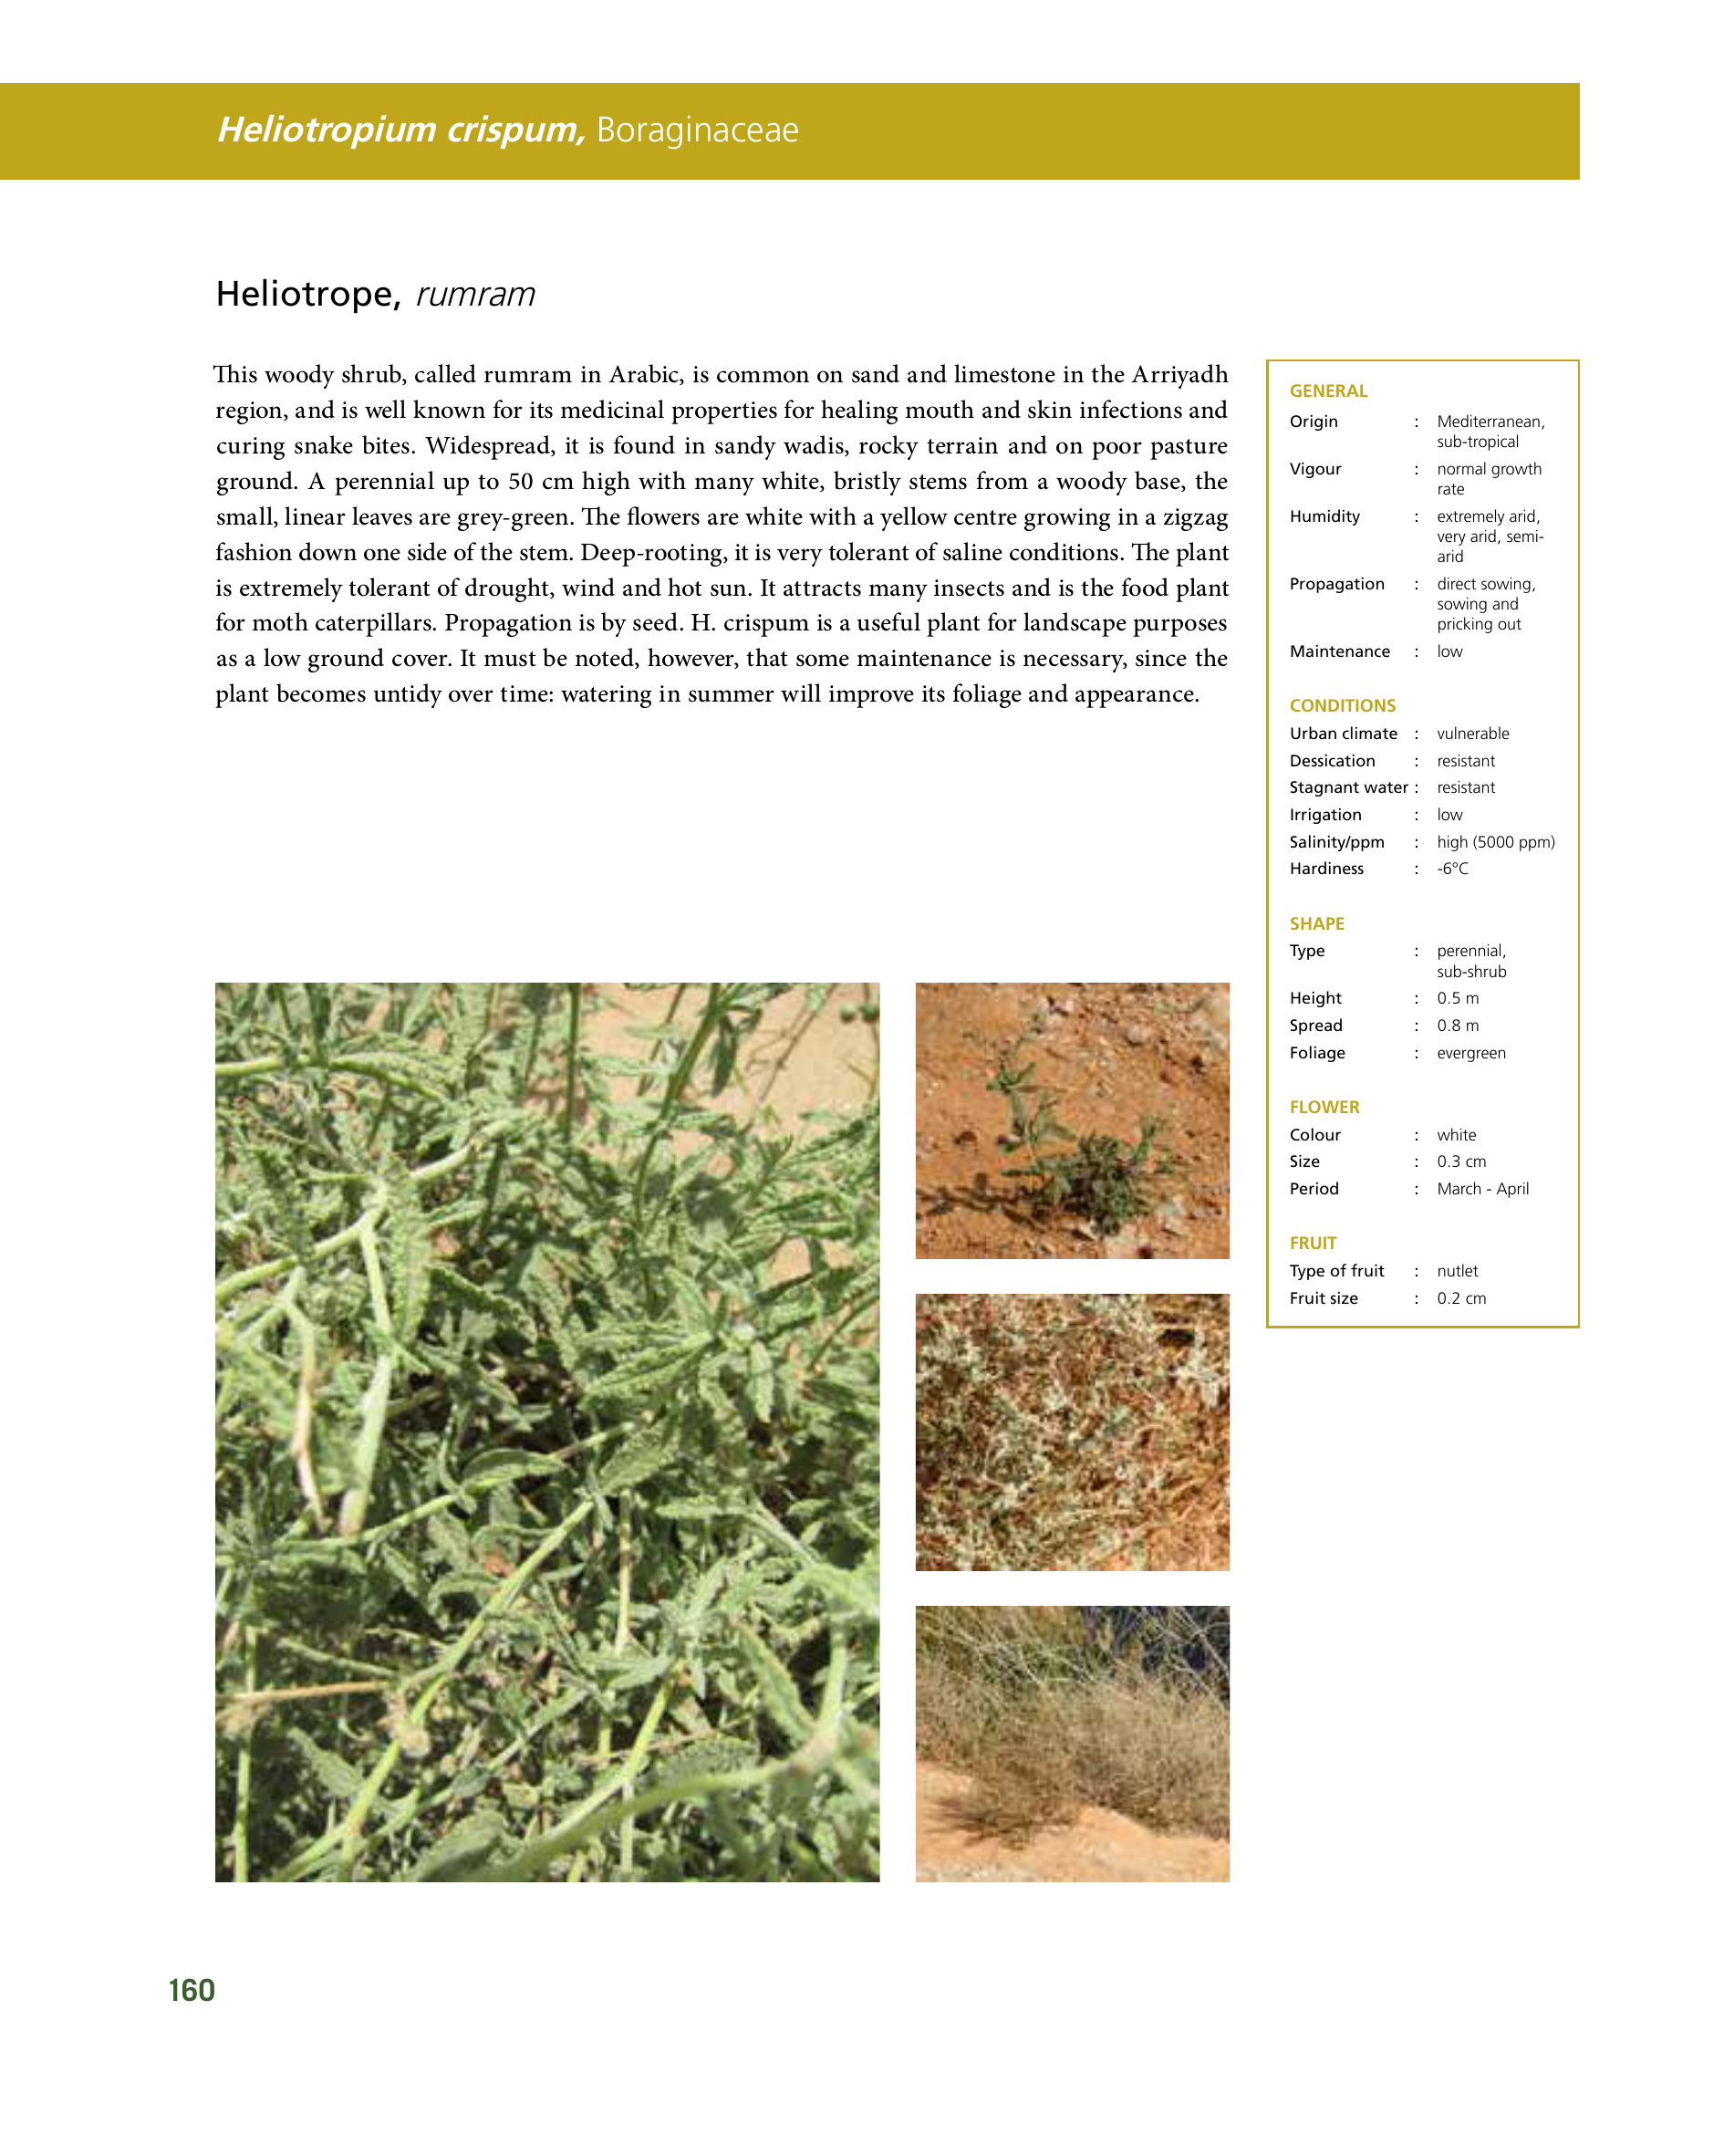 Heliotropium crispum, Boraginaceae
Heliotrope, rumram
This woody shrub, called rumram in Arabic, is common on sand and limestone in the Arriyadh
region, and is well known for its medicinal properties for healing mouth and skin infections and
curing snake bites. Widespread, it is found in sandy wadis, rocky terrain and on poor pasture
ground. A perennial up to 50 cm high with many white, bristly stems from a woody base, the
small, linear leaves are grey-green. The flowers are white with a yellow centre growing in a zigzag
fashion down one side of the stem. Deep-rooting, it is very tolerant of saline conditions. The plant
is extremely tolerant of drought, wind and hot sun. It attracts many insects and is the food plant
for moth caterpillars. Propagation is by seed. H. crispum is a useful plant for landscape purposes
as a low ground cover. It must be noted, however, that some maintenance is necessary, since the
plant becomes untidy over time: watering in summer will improve its foliage and appearance.
GENERAL
Origin : Mediterranean,
sub-tropical
Vigour : normal growth
rate
Humidity : extremely arid,
very arid, semi-
arid
Propagation : direct sowing,
sowing and
pricking out
Maintenance : low
CONDITIONS
Urban climate : vulnerable
Dessication : resistant
Stagnant water : resistant
Irrigation : low
Salinity/ppm : high (5000 ppm)
Hardiness : -6°C
SHAPE
Type : perennial,
sub-shrub
Height : 0.5 m
Spread : 0.8 m
Foliage : evergreen
FLOWER
Colour : white
Size : 0.3 cm
Period : March - April
FRUIT
Type of fruit : nutlet
Fruit size : 0.2 cm
160